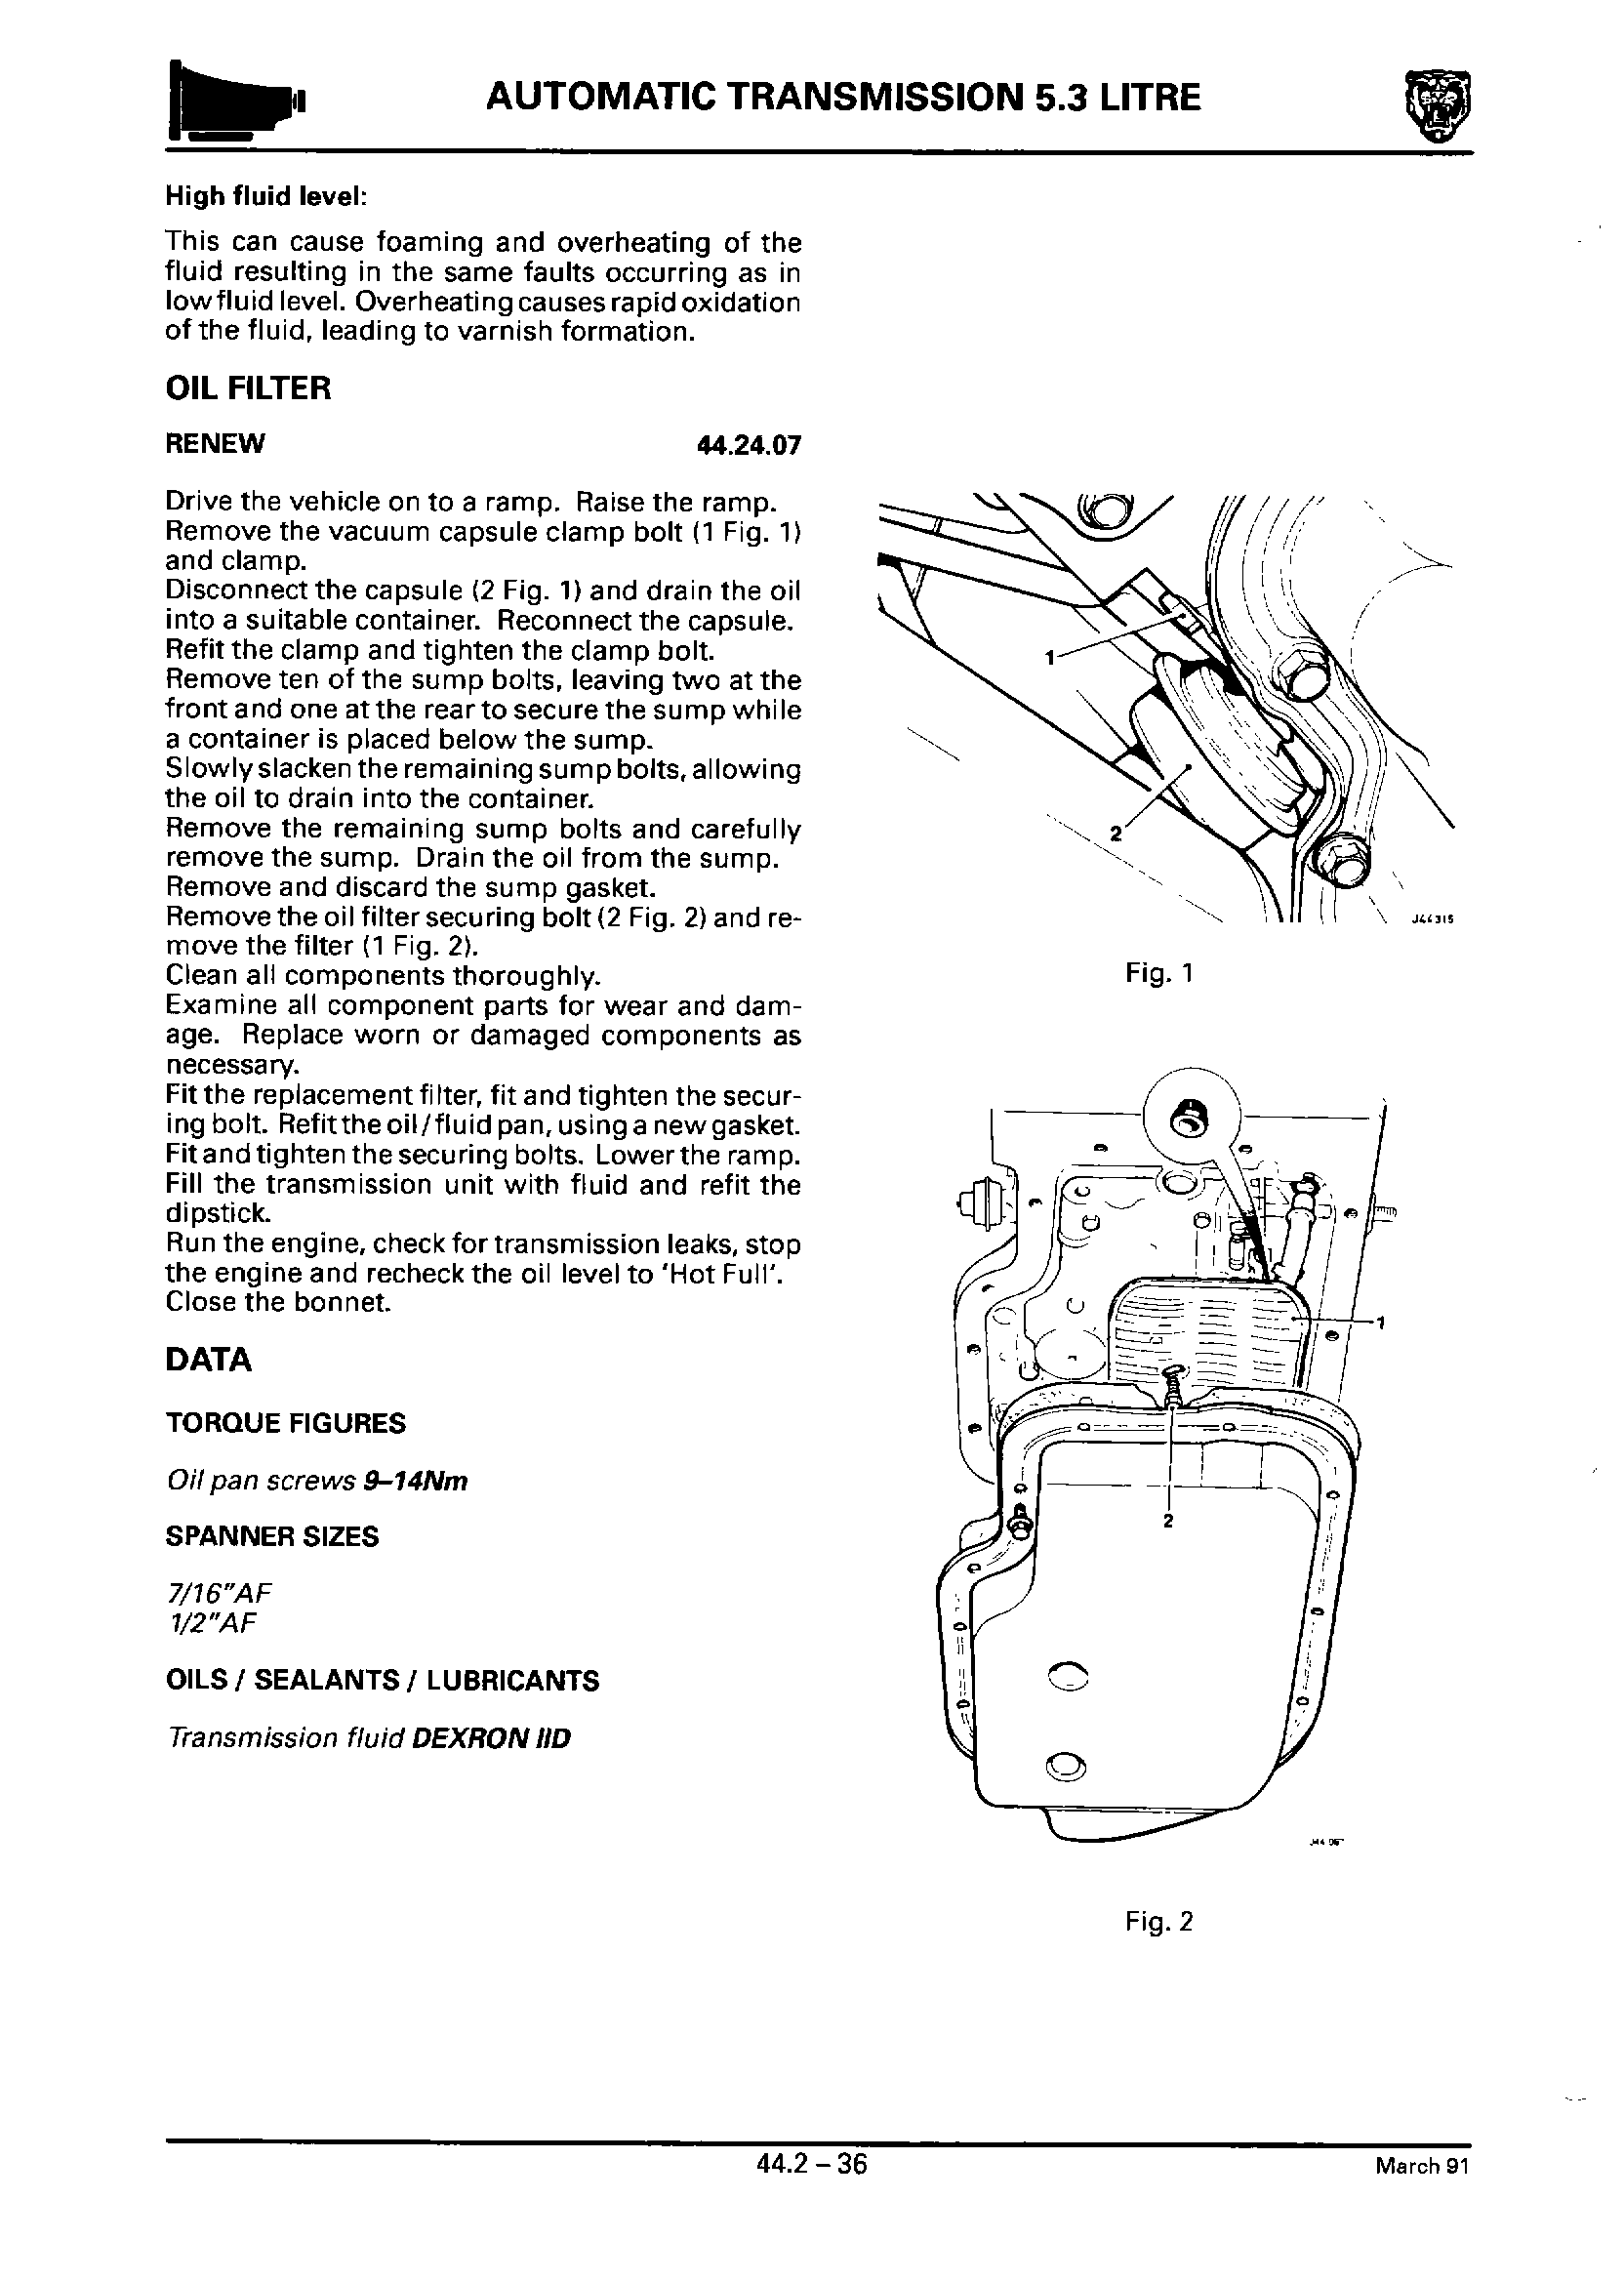 AUTOMATIC TRANSMISSION 5.3 LITRE
High fluid level:
This can cause foaming and overheating of the
fluid resulting in the same faults occurring as in
low fluid level. Overheating causes rapid oxidation
of the fluid, leading to varnish formation.
OIL FILTER
RENEW 44.24.07
Drive the vehicle on to a ramp. Raise the ramp.
Remove the vacuum capsule clamp bolt (1 Fig. 1)
and clamp.
Disconnect the capsule (2 Fig. 1) and drain the oil
into a suitable container. Reconnect the capsule.
Refit the clamp and tighten the clamp bolt.
Remove ten of the sump bolts, leaving two at the
front and one at the rear to secure the sump while
a container is placed below the sump.
Slowly slacken the remaining sump bolts, allowing
the oil to drain into the container.
Remove the remaining sump bolts and carefully
remove the sump. Drain the oil from the sump.
Remove and discard the sump gasket.
Remove the oil filter securing bolt (2 Fig. 2) and re-
move the filter (1 Fig. 2).
Clean all components thoroughly.
Examine all component parts for wear and dam-
age. Replace worn or damaged components as
necessary.
Fit the replacement filter, fit and tighten the secur-
ing bolt. Refit the oil/fluid pan, using a new gasket.
Fit and tighten the securing bolts. Lower the ramp.
Fill the transmission unit with fluid and refit the
dipstick.
Run the engine, check for transmission leaks, stop
the engine and recheck the oil level to 'Hot Full'.
Close the bonnet.
DATA
TORQUE FIGURES
Oil pan screws 9–14Nm
SPANNER SIZES
7/16"AF
1/2"AF
OILS / SEALANTS / LUBRICANTS
Transmission fluid DEXRON IID
1
2
J44 315
Fig. 1
1
2
Fig. 2
44.2 – 36
March 91